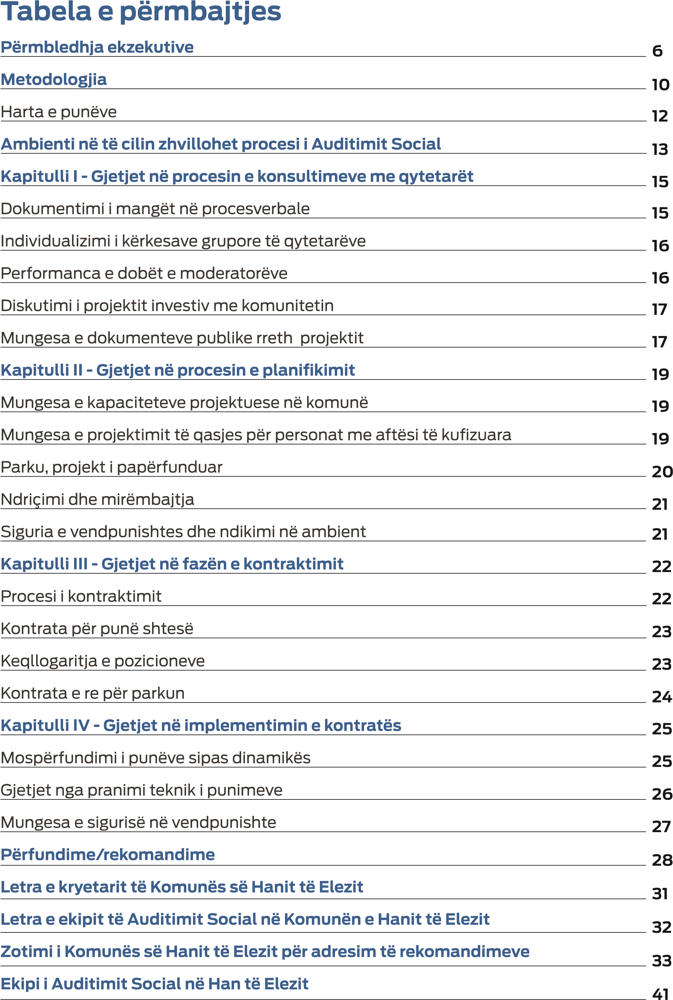 Tabela e përmbajtjes
Përmbledhja ekzekutive 6
Metodologjia 10
Harta e punëve 12
Ambienti në të cilin zhvillohet procesi i Auditimit Social 13
Kapitulli I - Gjetjet në procesin e konsultimeve me qytetarët 15
Dokumentimi i mangët në procesverbale 15
Individualizimi i kërkesave grupore të qytetarëve 16
Performanca e dobët e moderatorëve 16
Diskutimi i projektit investiv me komunitetin 17
Mungesa e dokumenteve publike rreth  projektit 17
Kapitulli II - Gjetjet në procesin e planifikimit 19
Mungesa e kapaciteteve projektuese në komunë 19
Mungesa e projektimit të qasjes për personat me aftësi të kufizuara 19
Parku, projekt i papërfunduar 20
Ndriçimi dhe mirëmbajtja 21
Siguria e vendpunishtes dhe ndikimi në ambient 21
Kapitulli III - Gjetjet në fazën e kontraktimit 22
Procesi i kontraktimit 22
Kontrata për punë shtesë 23
Keqllogaritja e pozicioneve 23
Kontrata e re për parkun 24
Kapitulli IV - Gjetjet në implementimin e kontratës 25
Mospërfundimi i punëve sipas dinamikës 25
Gjetjet nga pranimi teknik i punimeve 26
Mungesa e sigurisë në vendpunishte 27
Përfundime/rekomandime 28
Letra e kryetarit të Komunës së Hanit të Elezit 31
Letra e ekipit të Auditimit Social në Komunën e Hanit të Elezit 32
Zotimi i Komunës së Hanit të Elezit për adresim të rekomandimeve 33
Ekipi i Auditimit Social në Han të Elezit 41